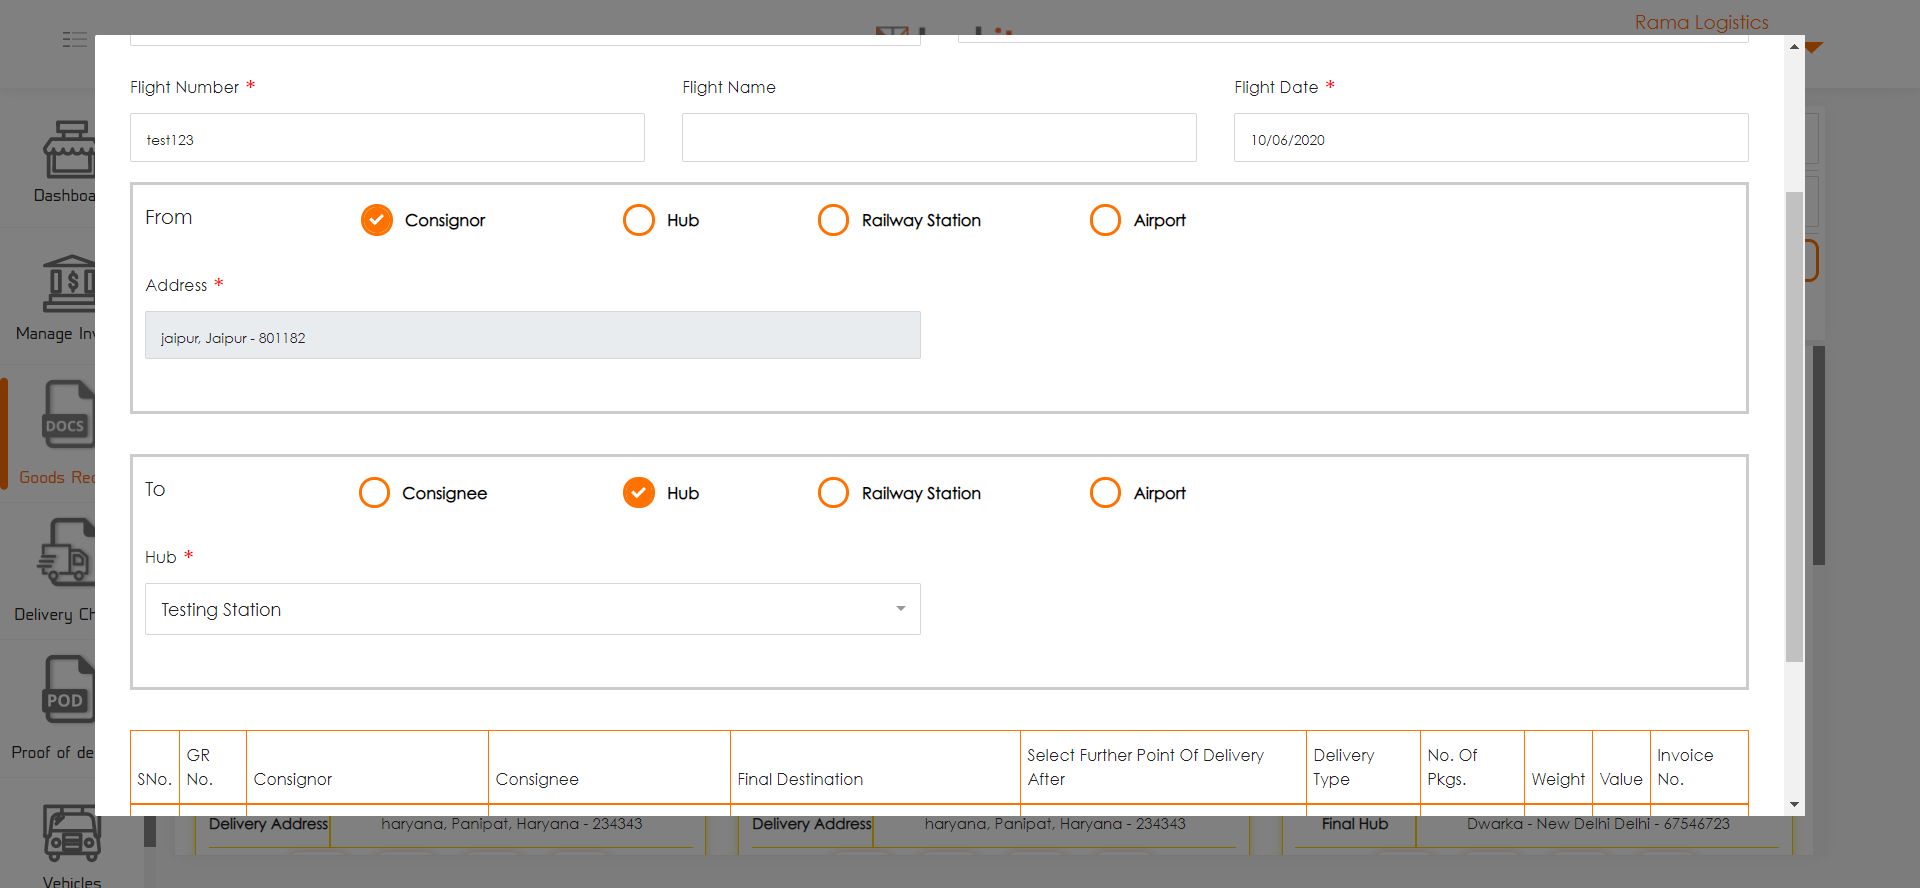 Rama Logistics
Flight Number *
Flight Name
Flight Date *
test123
10/06/2020
From
Consignor
Hub
Railway Station
Airport
Address *
jaipur, Jaipur - 801182
To
Consignee
Hub
Railway Station
Airport
Hub *
Testing Station
SNo.
GR No.
Consignor
Consignee
Final Destination
Select Further Point Of Delivery After
Delivery Type
No. Of Pkgs.
Weight
Value
Invoice No.
Dashboa
Manage Inv
DOCS
Goods Rec
Delivery Ch
POD
Proof of de
Vehicles
Delivery Address
haryana, Panipat, Haryana - 234343
Delivery Address
haryana, Panipat, Haryana - 234343
Final Hub
Dwarka - New Delhi Delhi - 67546723